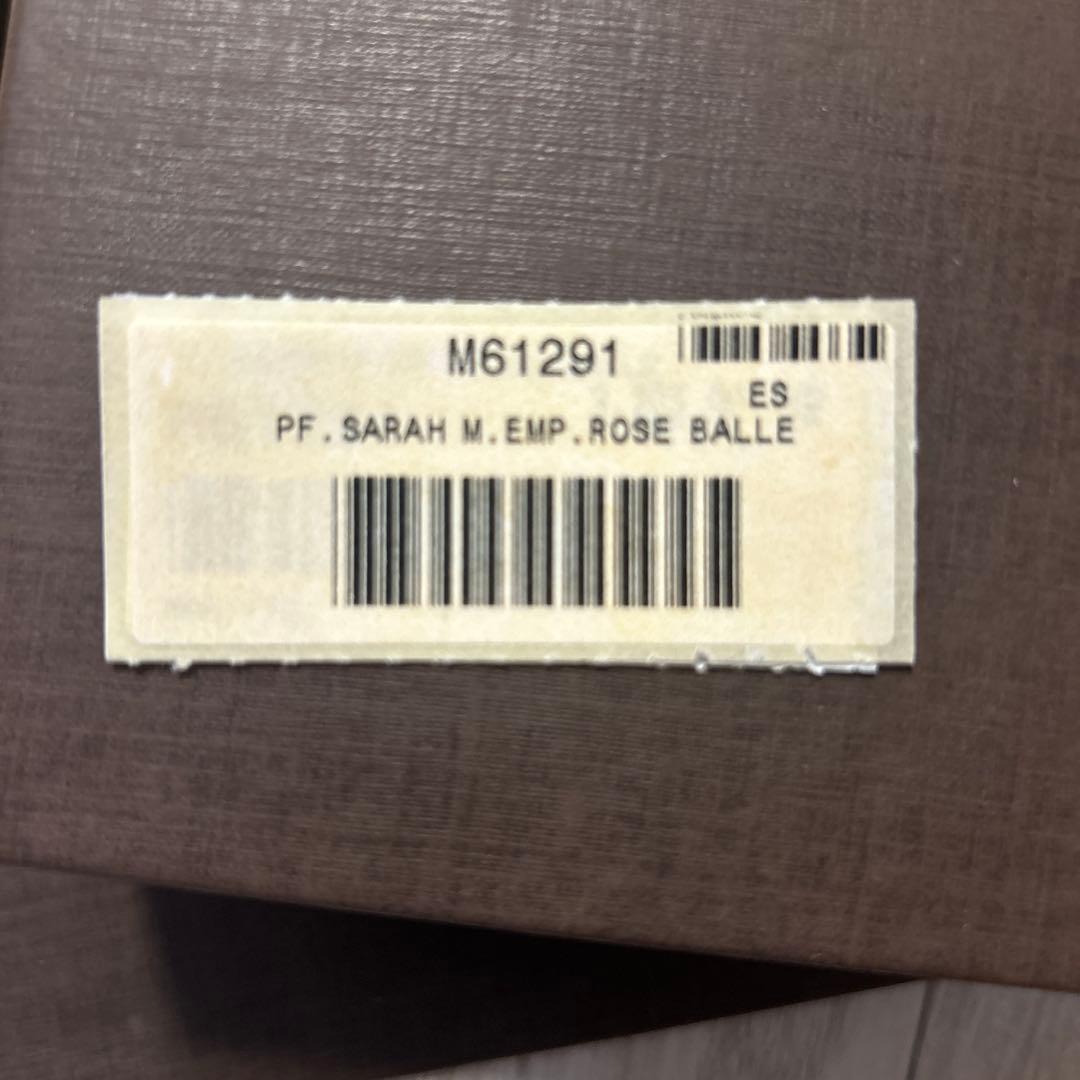 M61291
ES
PF.SARAH M.EMP.ROSE BALLE